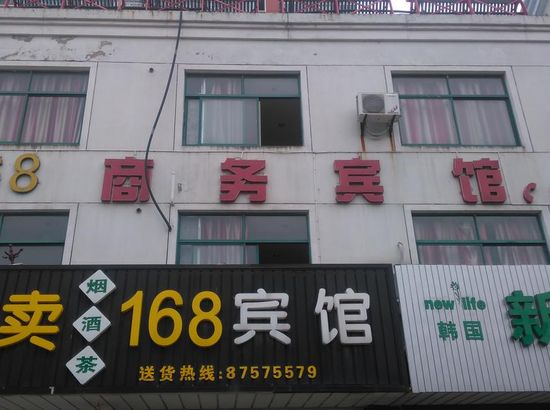 8 商务宾馆
卖 烟酒茶 168宾馆
送货热线:87575579
new life
韩国
新